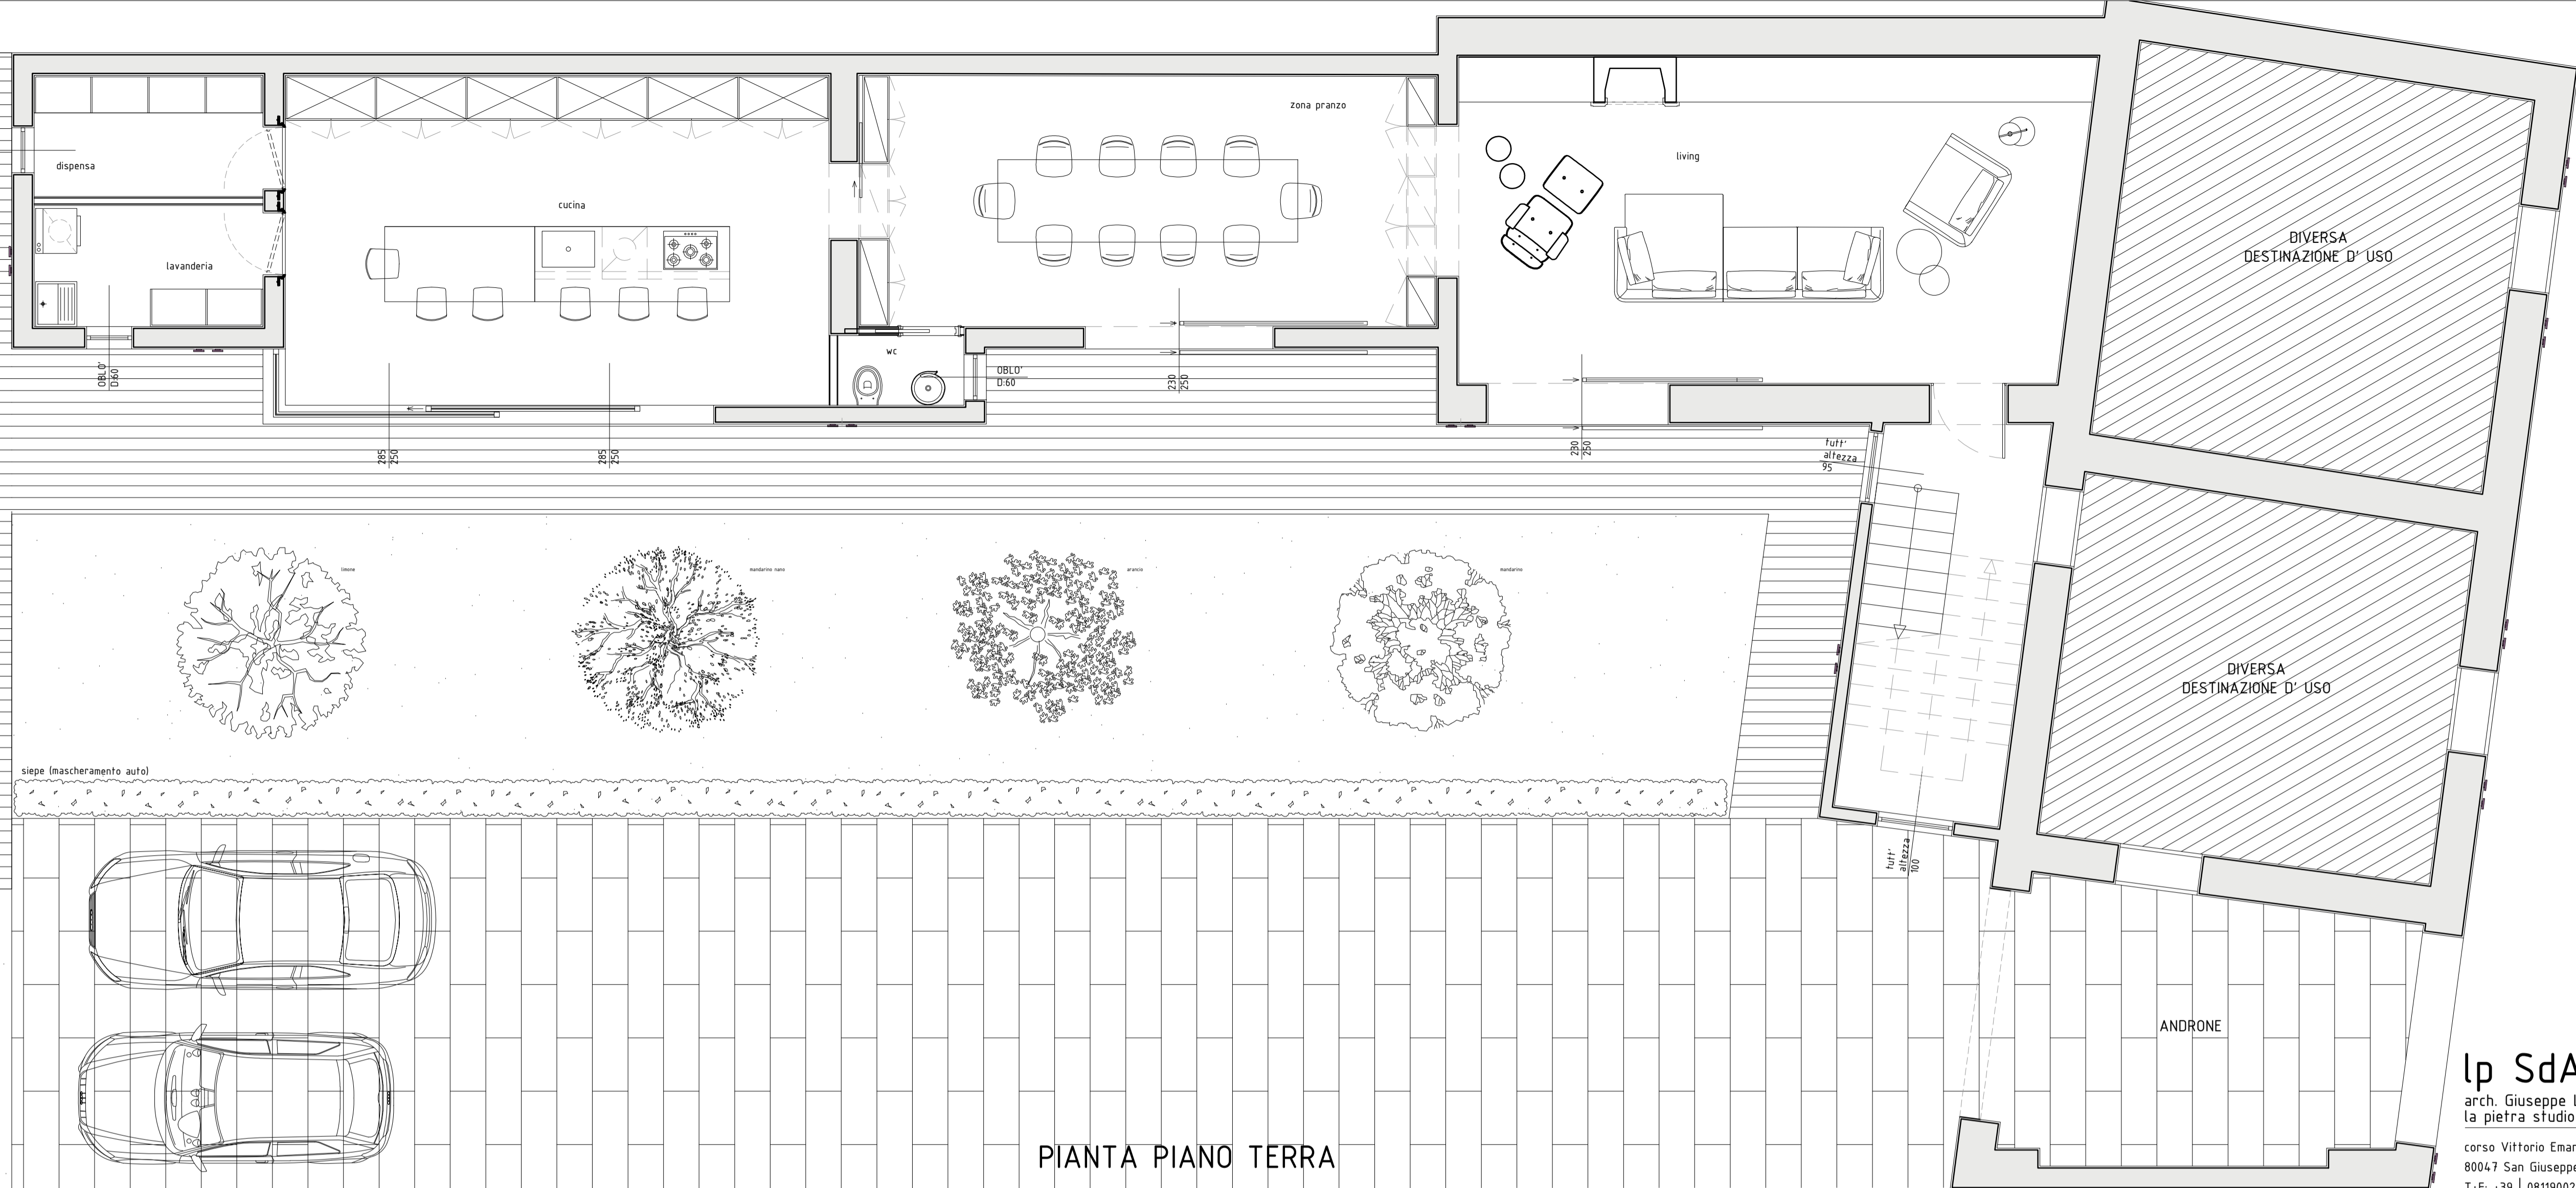 zona pranzo
dispensa
living
cucina
lavanderia
DIVERSA
DESTINAZIONE D' USO
wc
OBLO'
D:60
OBLO'
D:60
230
250
285
250
285
250
230
250
tutt'
altezza
95
limone
mandarino nano
arancio
mandarino
DIVERSA
DESTINAZIONE D' USO
siepe (mascheramento auto)
tutt'
altezza
100
ANDRONE
PIANTA PIANO TERRA
lp SdA
arch. Giuseppe
la pietra studio
corso Vittorio
80047 San Giuseppe